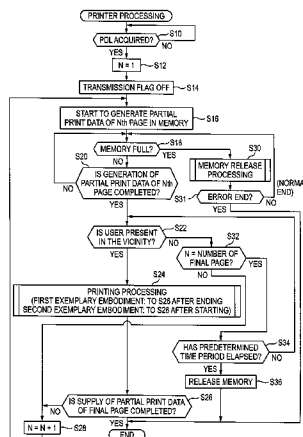 PRINTER PROCESSING
S10
PDL ACQUIRED?
NO
YES
S12
N = 1
S14
TRANSMISSION FLAG OFF
START TO GENERATE PARTIAL
PRINT DATA OF Nth PAGE IN MEMORY
S16
S18
MEMORY FULL?
YES
S20
NO
S30
MEMORY RELEASE
PROCESSING
IS GENERATION OF
PARTIAL PRINT DATA OF Nth
PAGE COMPLETED?
NO
S31
ERROR END?
(NORMAL
END)
YES
YES
S22
IS USER PRESENT
IN THE VICINITY?
NO
S32
N = NUMBER OF
FINAL PAGE?
YES
YES
S24
NO
PRINTING PROCESSING
(FIRST EXEMPLARY EMBODIMENT: TO S26 AFTER ENDING
SECOND EXEMPLARY EMBODIMENT: TO S26 AFTER STARTING)
S34
HAS PREDETERMINED
TIME PERIOD ELAPSED?
NO
YES
S36
RELEASE MEMORY
S26
IS SUPPLY OF PARTIAL PRINT DATA
OF FINAL PAGE COMPLETED?
NO
S28
YES
N = N + 1
END